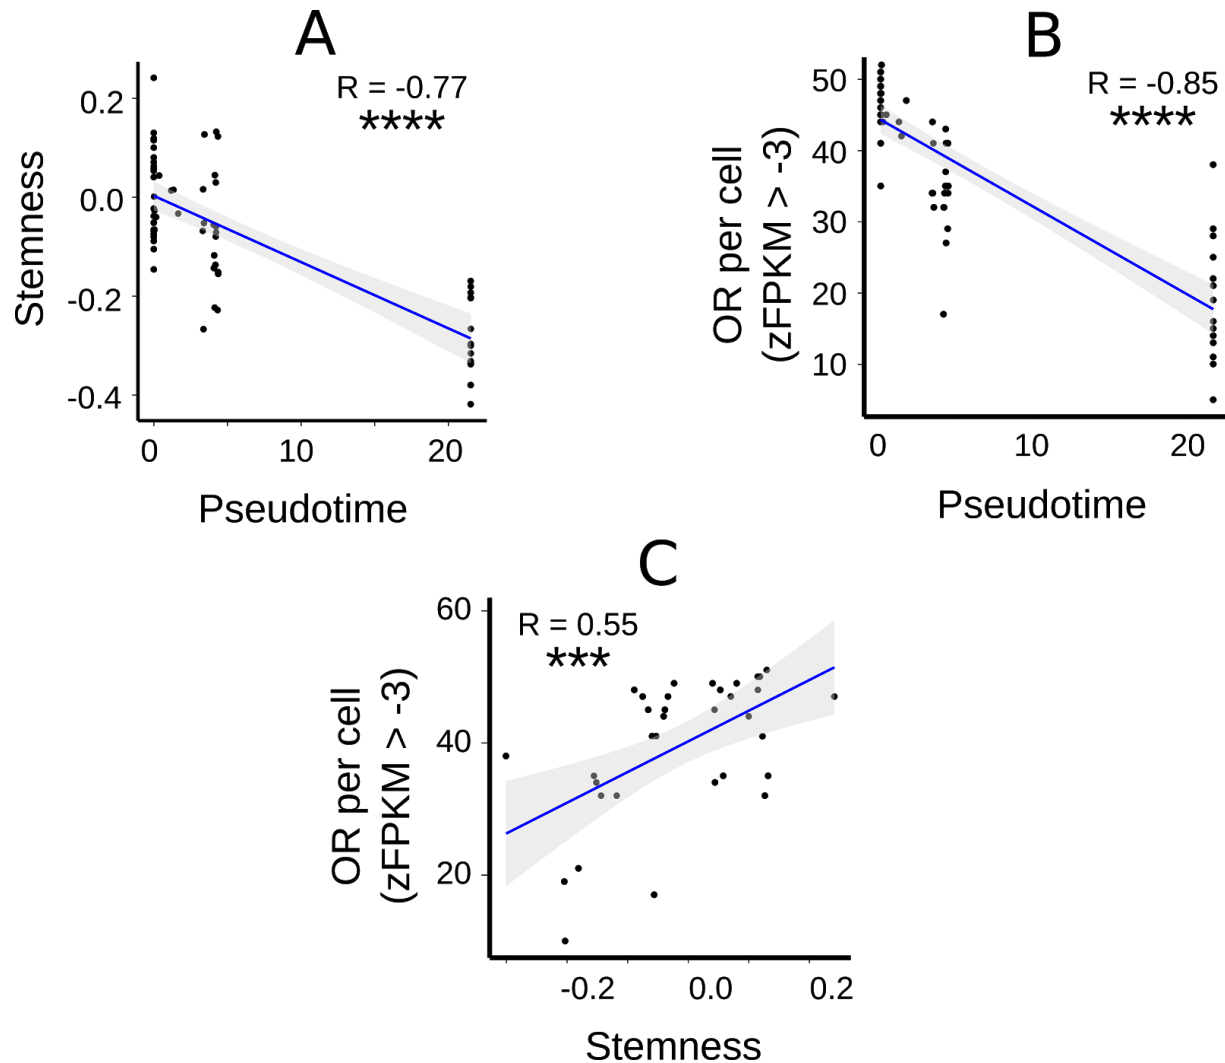 A
R = -0.77
****
0.2
0.0
-0.2
-0.4
Stemness
0 10 20
Pseudotime
B
R = -0.85
****
50
40
30
20
10
OR per cell
(zFPKM > -3)
0 10 20
Pseudotime
C
R = 0.55
***
60
40
20
OR per cell
(zFPKM > -3)
-0.2 0.0 0.2
Stemness